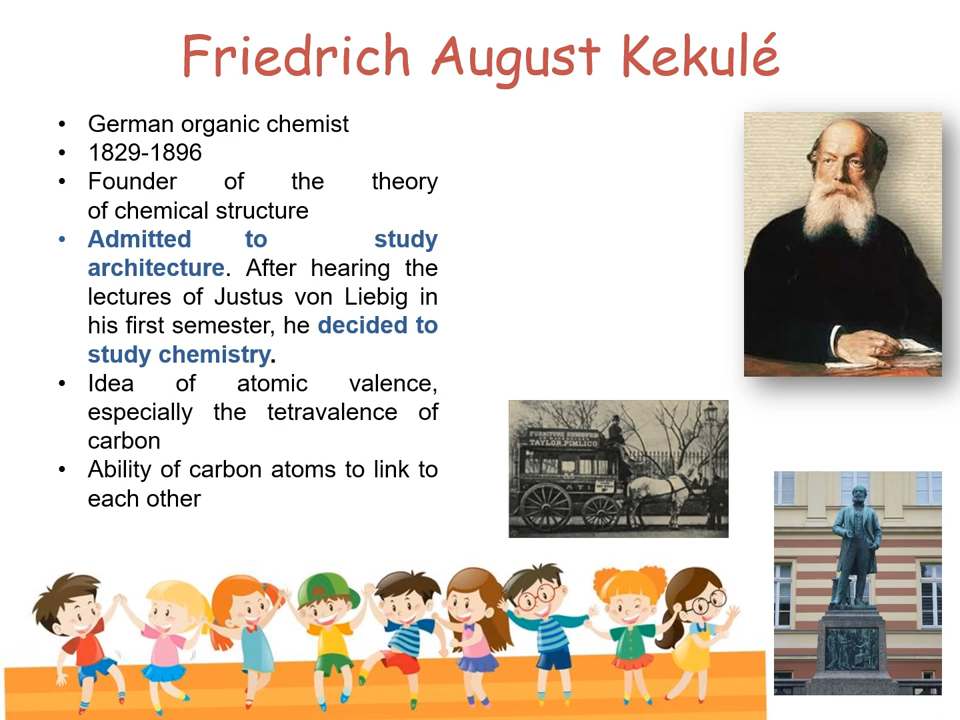 Friedrich August Kekulé
• German organic chemist
• 1829-1896
• Founder of the theory
of chemical structure
• Admitted to study
architecture. After hearing the
lectures of Justus von Liebig in
his first semester, he decided to
study chemistry.
• Idea of atomic valence,
especially the tetravalence of
carbon
• Ability of carbon atoms to link to
each other
TAYLOR, PIMLICO